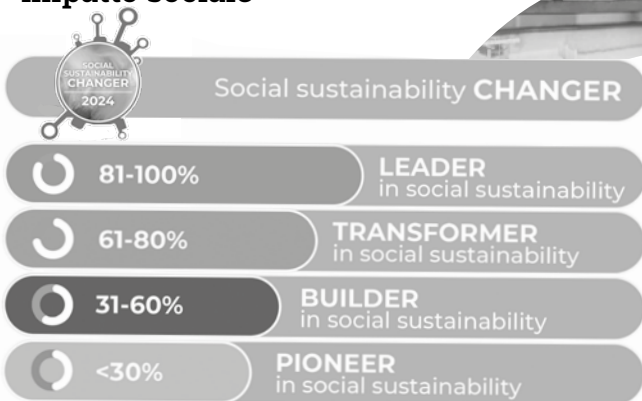 Impatto Sociale
SOCIAL
SUSTAINABILITY
CHANGER
2024
Social sustainability CHANGER
81-100%
LEADER
in social sustainability
61-80%
TRANSFORMER
in social sustainability
31-60%
BUILDER
in social sustainability
<30%
PIONEER
in social sustainability